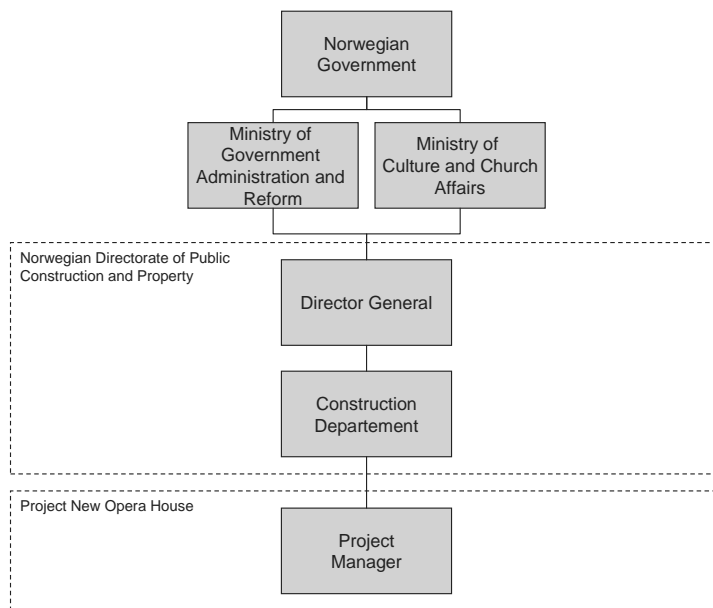 Norwegian
Government
Ministry of
Government
Administration and
Reform
Ministry of
Culture and Church
Affairs
Norwegian Directorate of Public
Construction and Property
Director General
Construction
Departement
Project New Opera House
Project
Manager